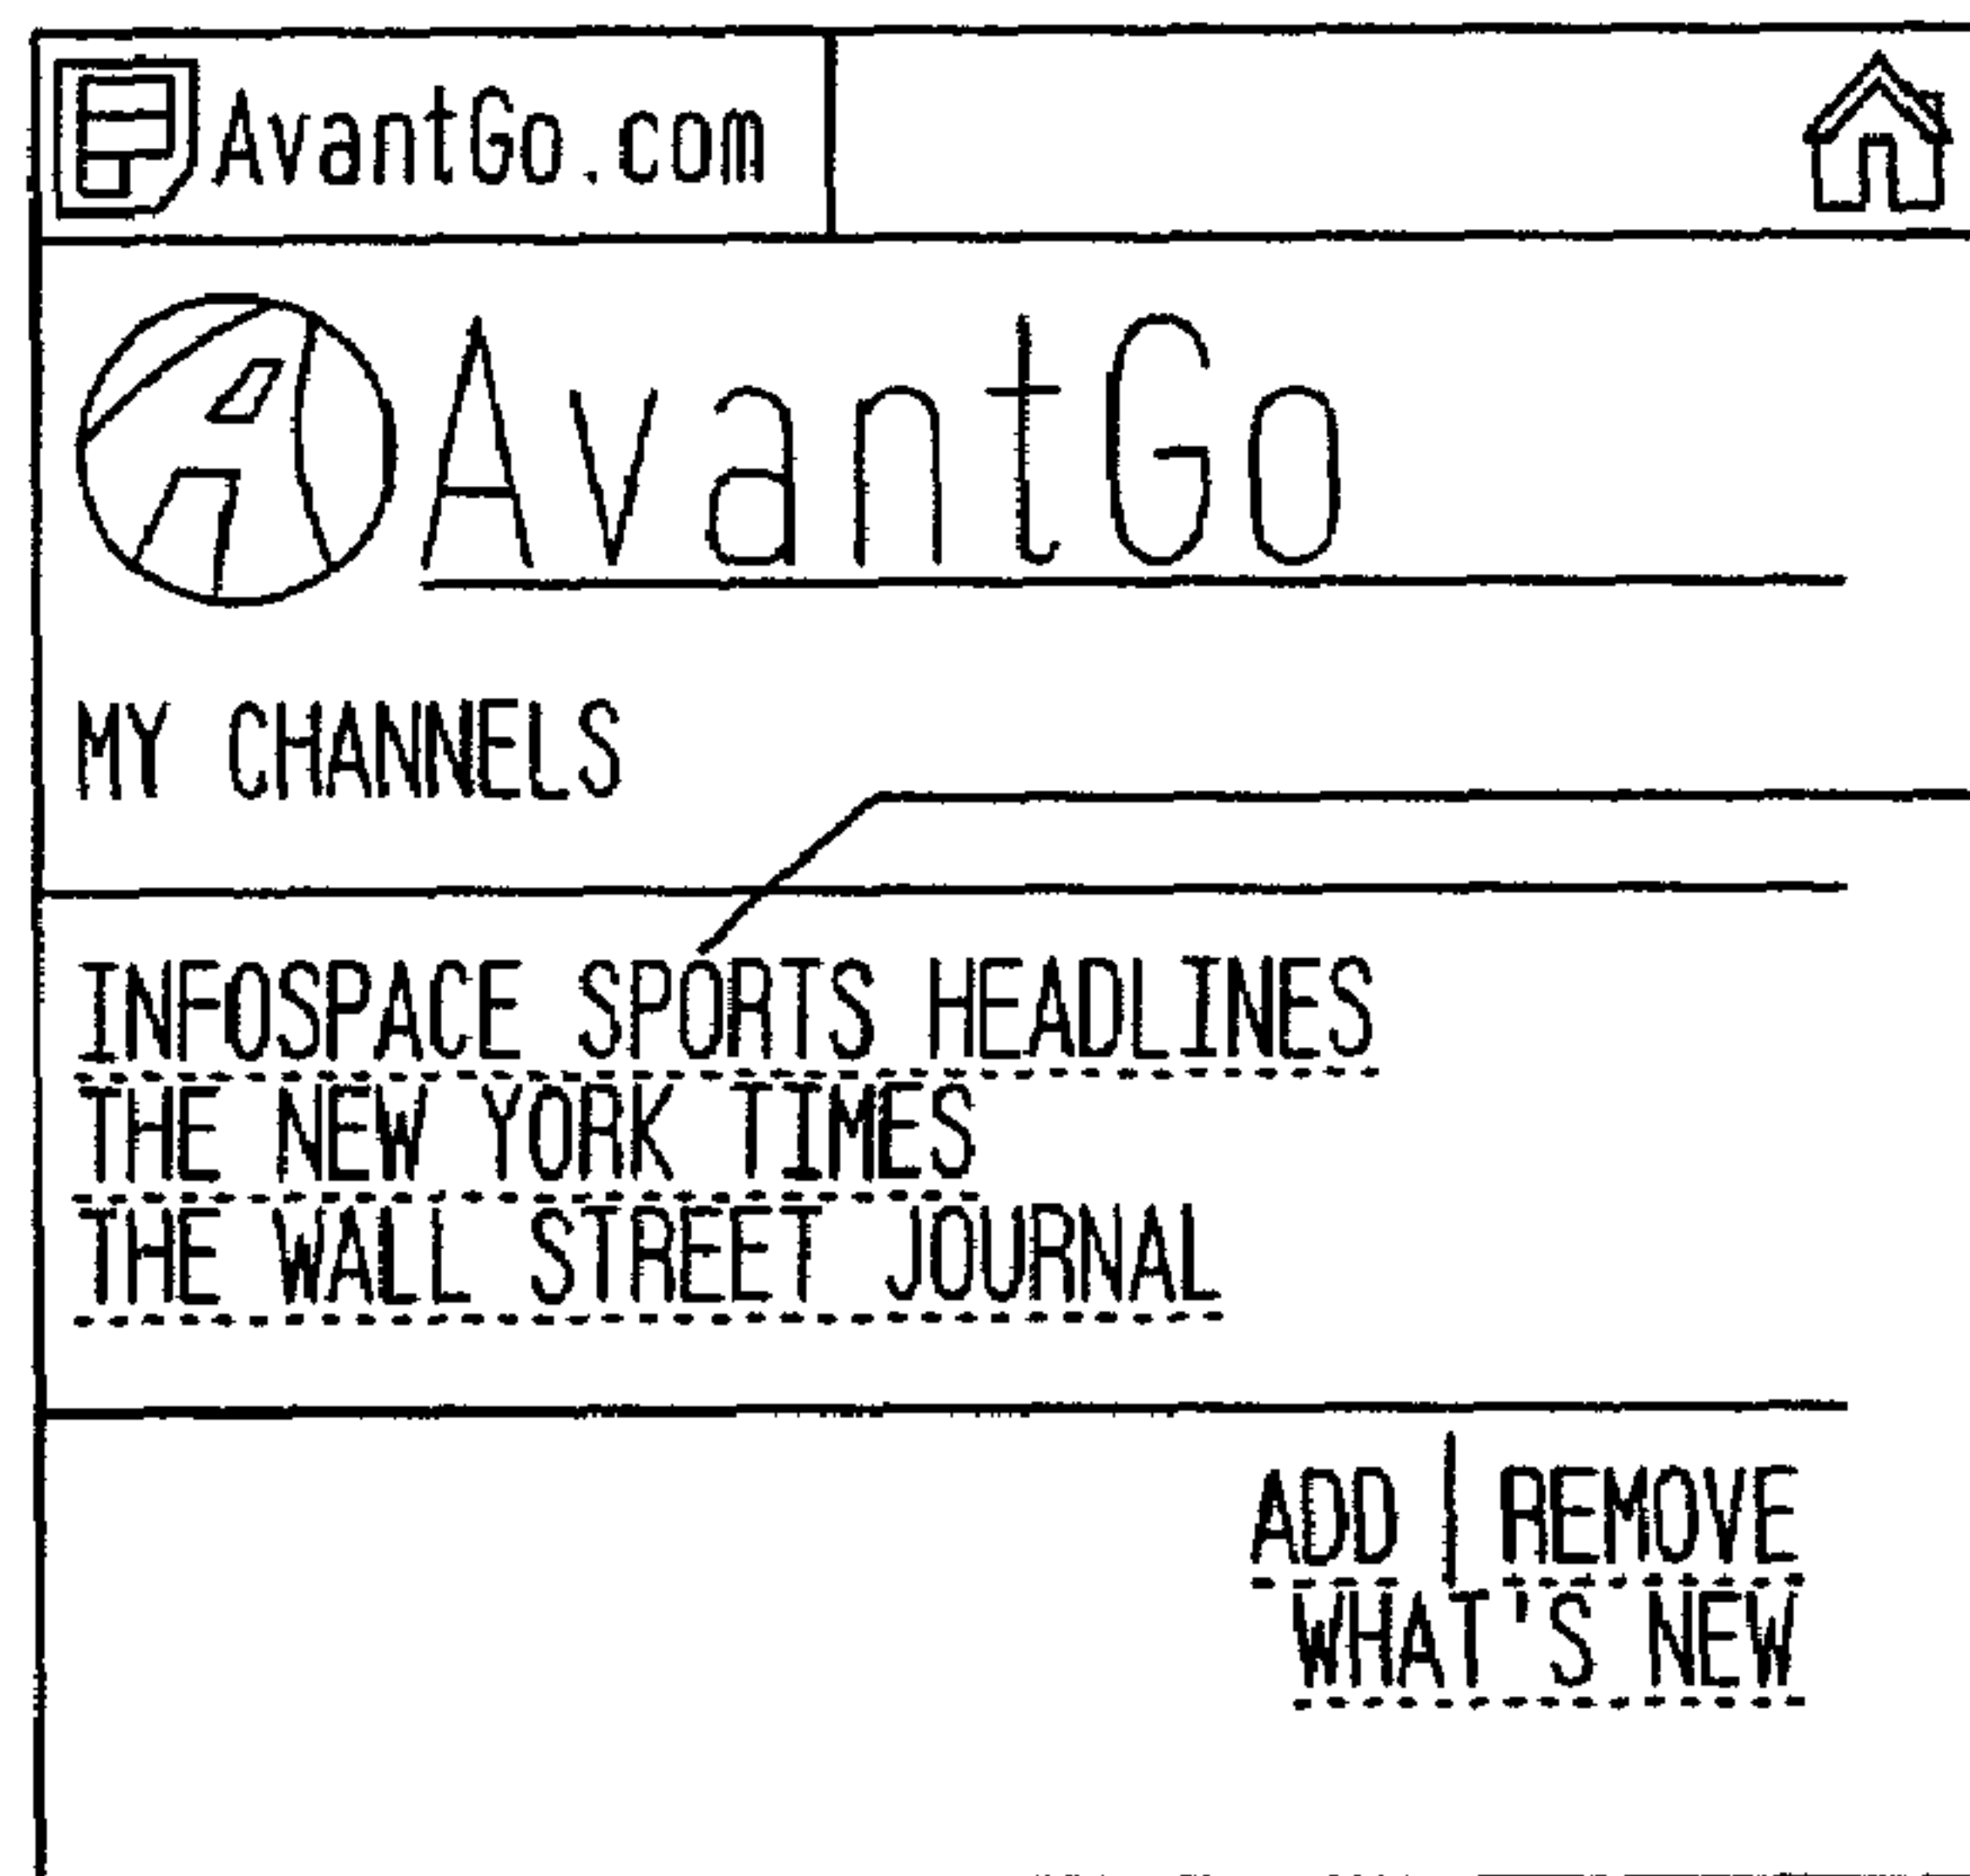 AvantGo.com
AvantGo
MY CHANNELS
INFOSPACE SPORTS HEADLINES
THE NEW YORK TIMES
THE WALL STREET JOURNAL
ADD | REMOVE
WHAT'S NEW